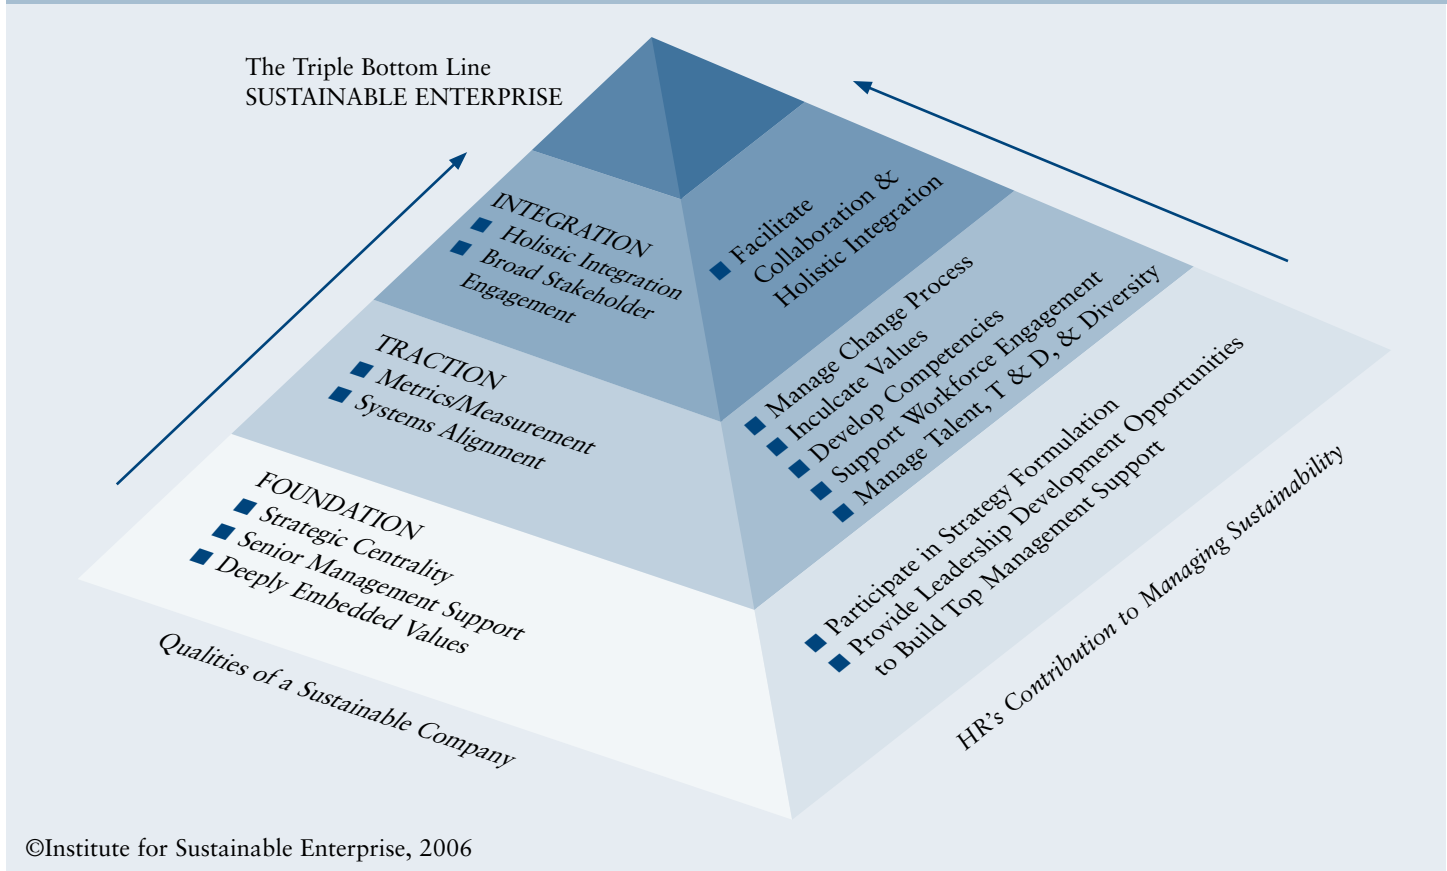 The Triple Bottom Line
SUSTAINABLE ENTERPRISE
INTEGRATION
Holistic Integration
Broad Stakeholder
Engagement
TRACTION
Metrics/Measurement
Systems Alignment
FOUNDATION
Strategic Centrality
Senior Management Support
Deeply Embedded Values
Qualities of a Sustainable Company
Facilitate
Collaboration &
Holistic Integration
Manage Change Process
Inculcate Values
Develop Competencies
Support Workforce Engagement
Manage Talent, T & D, & Diversity
Participate in Strategy Formulation
Provide Leadership Development Opportunities
to Build Top Management Support
HR's Contribution to Managing Sustainability
©Institute for Sustainable Enterprise, 2006